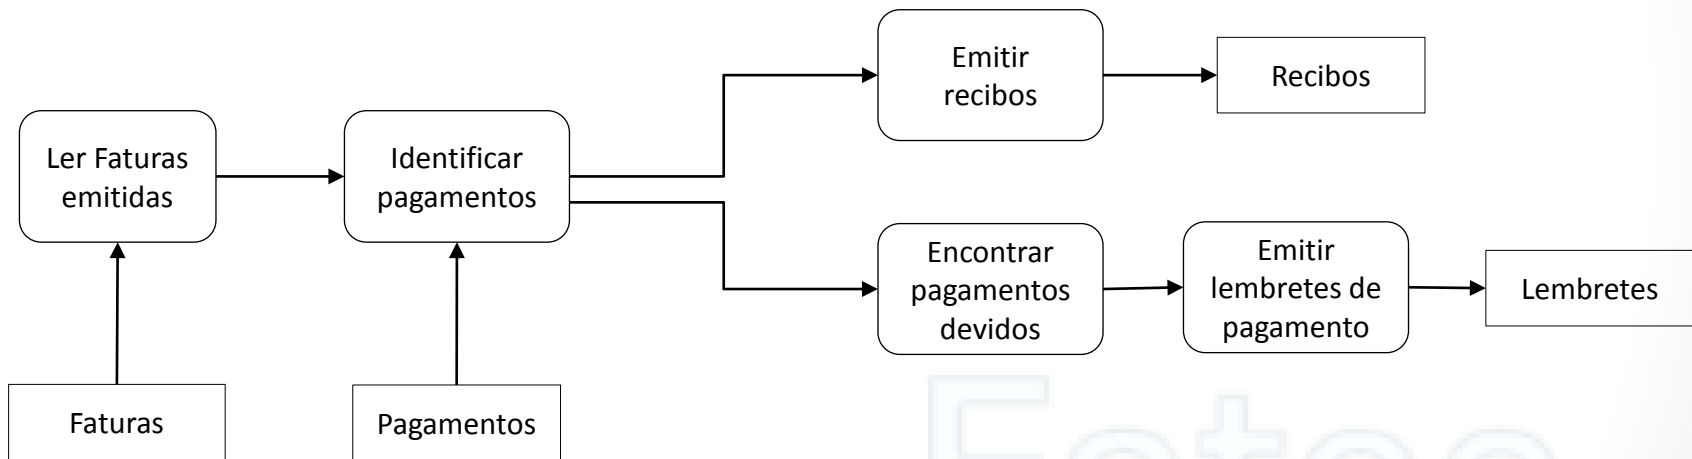 Emitir
recibos
Recibos
Ler Faturas
emitidas
Identificar
pagamentos
Encontrar
pagamentos
devidos
Emitir
lembretes de
pagamento
Lembretes
Faturas
Pagamentos